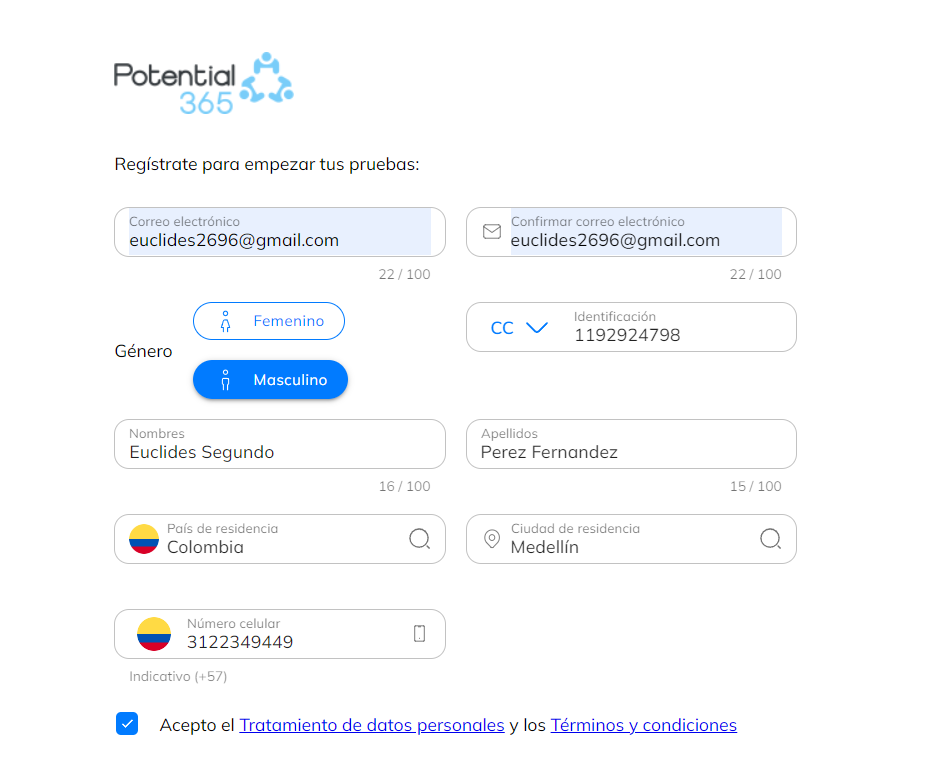 Potential
365
Regístrate para empezar tus pruebas:
Correo electrónico
euclides2696@gmail.com
22 / 100
Confirmar correo electrónico
euclides2696@gmail.com
22 / 100
Género
Femenino
Masculino
CC
Identificación
1192924798
Nombres
Euclides Segundo
16 / 100
Apellidos
Perez Fernandez
15 / 100
País de residencia
Colombia
Ciudad de residencia
Medellín
Número celular
3122349449
Indicativo (+57)
Acepto el Tratamiento de datos personales y los Términos y condiciones